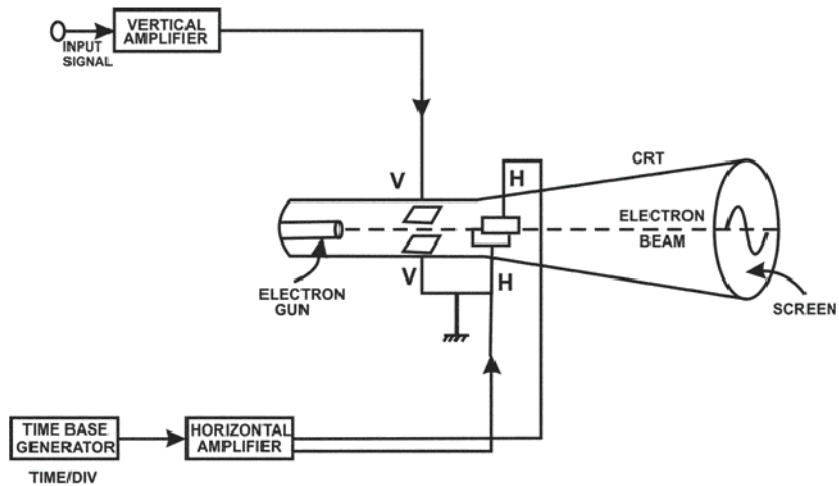 VERTICAL
AMPLIFIER
INPUT
SIGNAL
CRT
V
H
ELECTRON
BEAM
V
H
ELECTRON
GUN
SCREEN
TIME BASE
GENERATOR
HORIZONTAL
AMPLIFIER
TIME/DIV